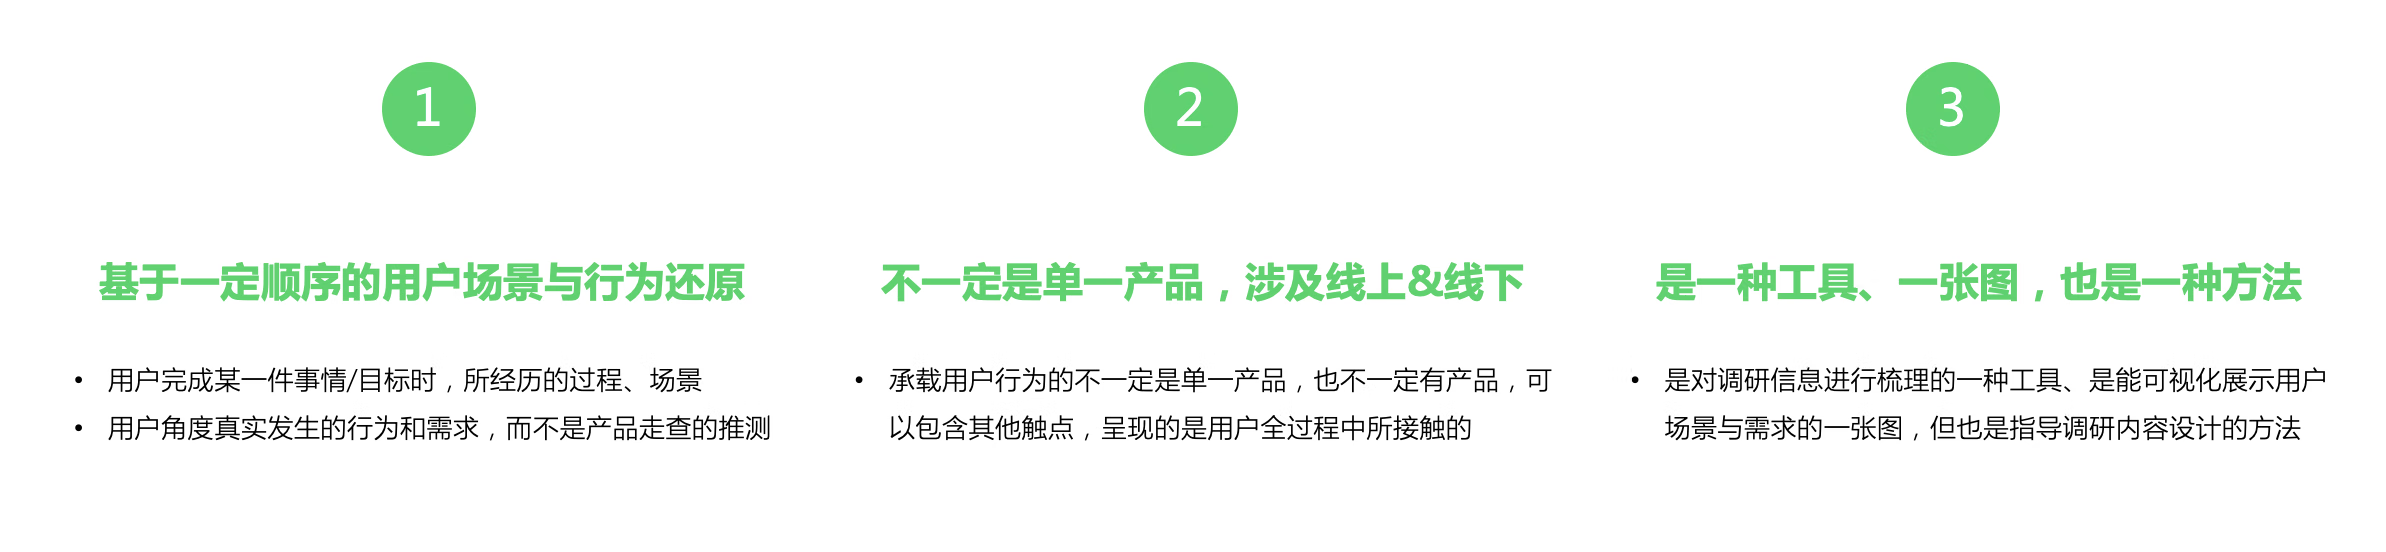 1
基于一定顺序的用户场景与行为还原
• 用户完成某一件事情/目标时，所经历的过程、场景
• 用户角度真实发生的行为和需求，而不是产品走查的推测
2
不一定是单一产品，涉及线上&线下
• 承载用户行为的不一定是单一产品，也不一定有产品，可
以包含其他触点，呈现的是用户全过程中所接触的
3
是一种工具、一张图，也是一种方法
• 是对调研信息进行梳理的一种工具、是能可视化展示用户
场景与需求的一张图，但也是指导调研内容设计的方法